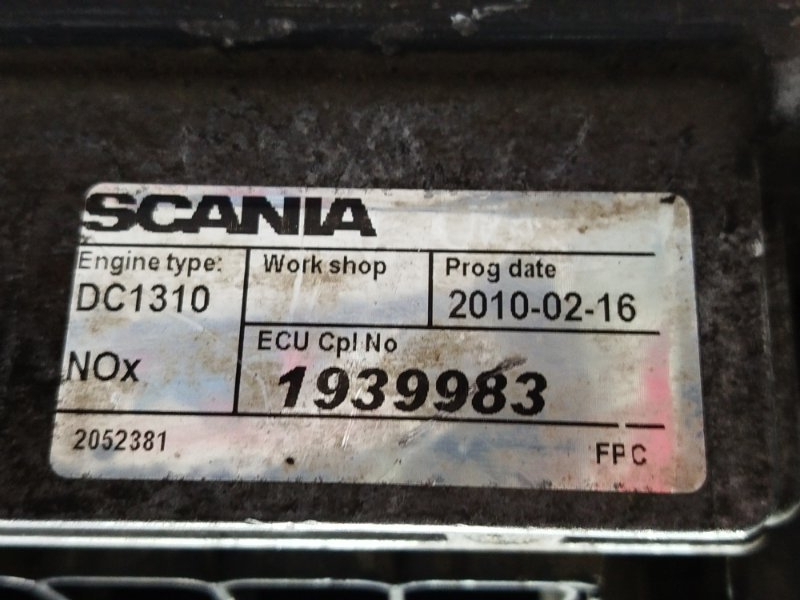 SCANIA
Engine type: Work shop Prog date
DC1310 2010-02-16
ECU Cpl No
NOx 1939983
2052381 FPC